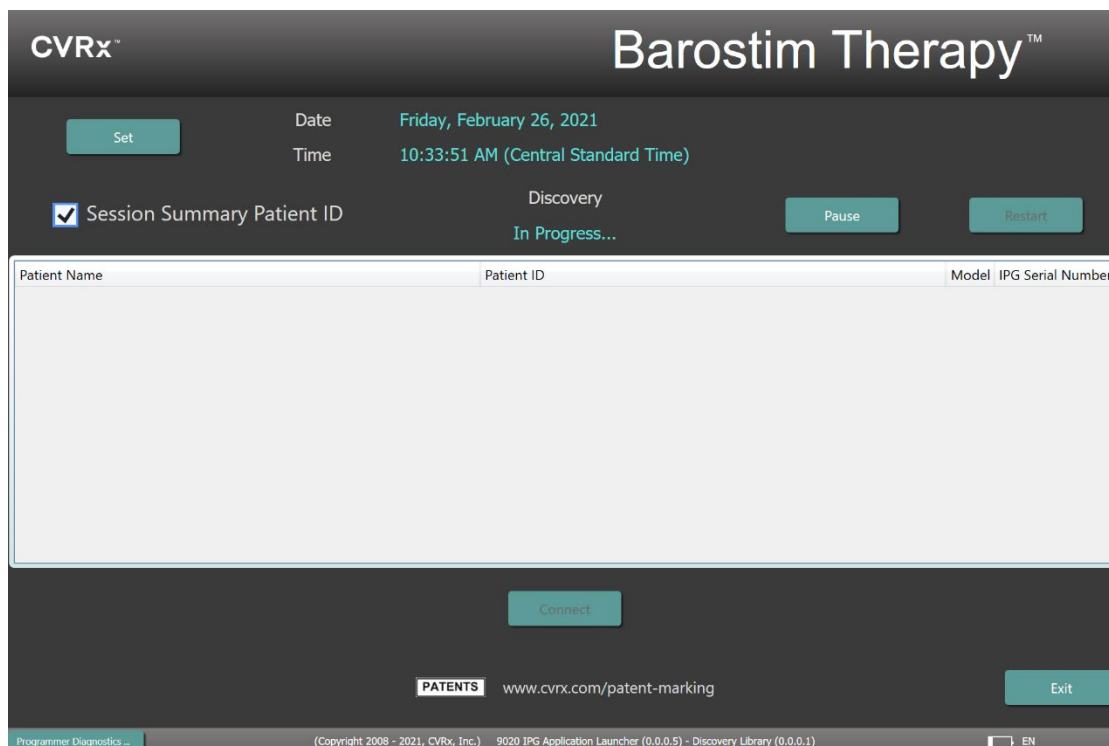 CVRx™
Barostim Therapy™
Set
Date
Friday, February 26, 2021
Time
10:33:51 AM (Central Standard Time)
Session Summary Patient ID
Discovery
In Progress...
Pause
Restart
Patient Name
Patient ID
Model
IPG Serial Number
Connect
PATENTS
www.cvrx.com/patent-marking
Exit
Programmer Diagnostics ...
(Copyright 2008 - 2021, CVRx, Inc.)
9020 IPG Application Launcher (0.0.0.5) - Discovery Library (0.0.0.1)
EN